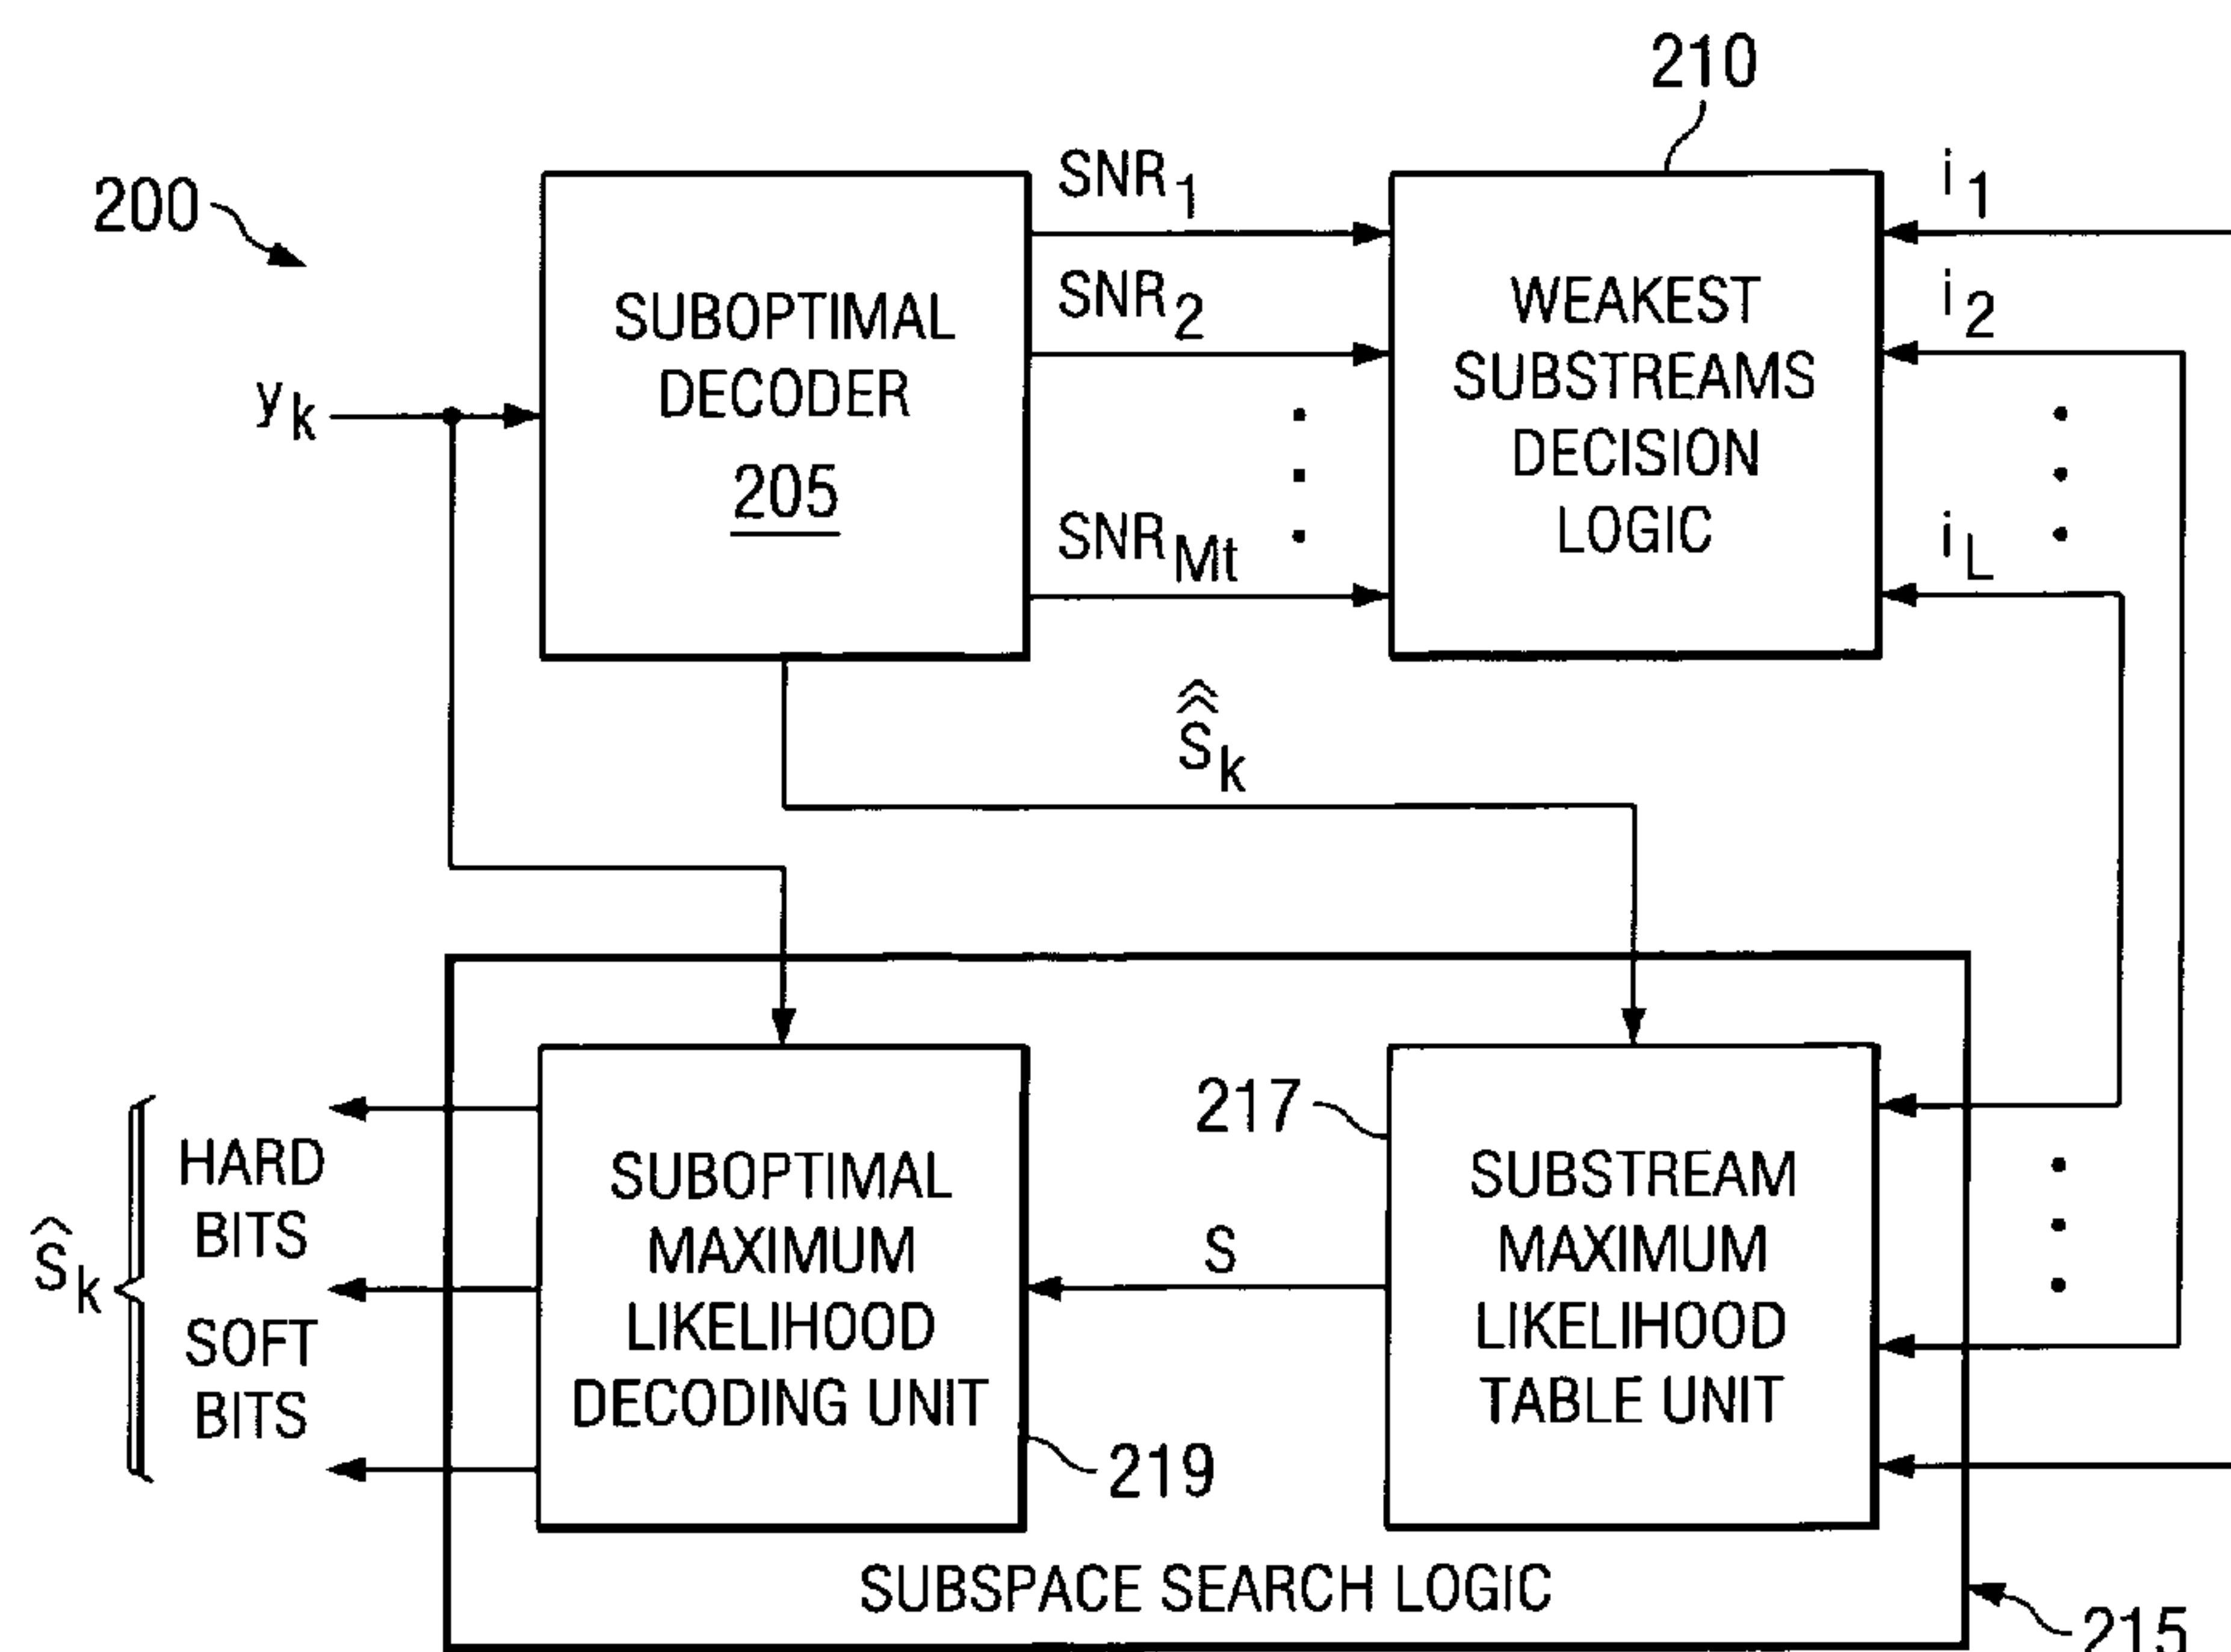 210
200
SNR1
SNR2
SNRMt
i1
i2
iL
SUBOPTIMAL
DECODER
205
WEAKEST
SUBSTREAMS
DECISION
LOGIC
yk
ŝ̂k
217
219
HARD
BITS
SOFT
BITS
ŝk
SUBOPTIMAL
MAXIMUM
LIKELIHOOD
DECODING UNIT
S
SUBSTREAM
MAXIMUM
LIKELIHOOD
TABLE UNIT
SUBSPACE SEARCH LOGIC
215